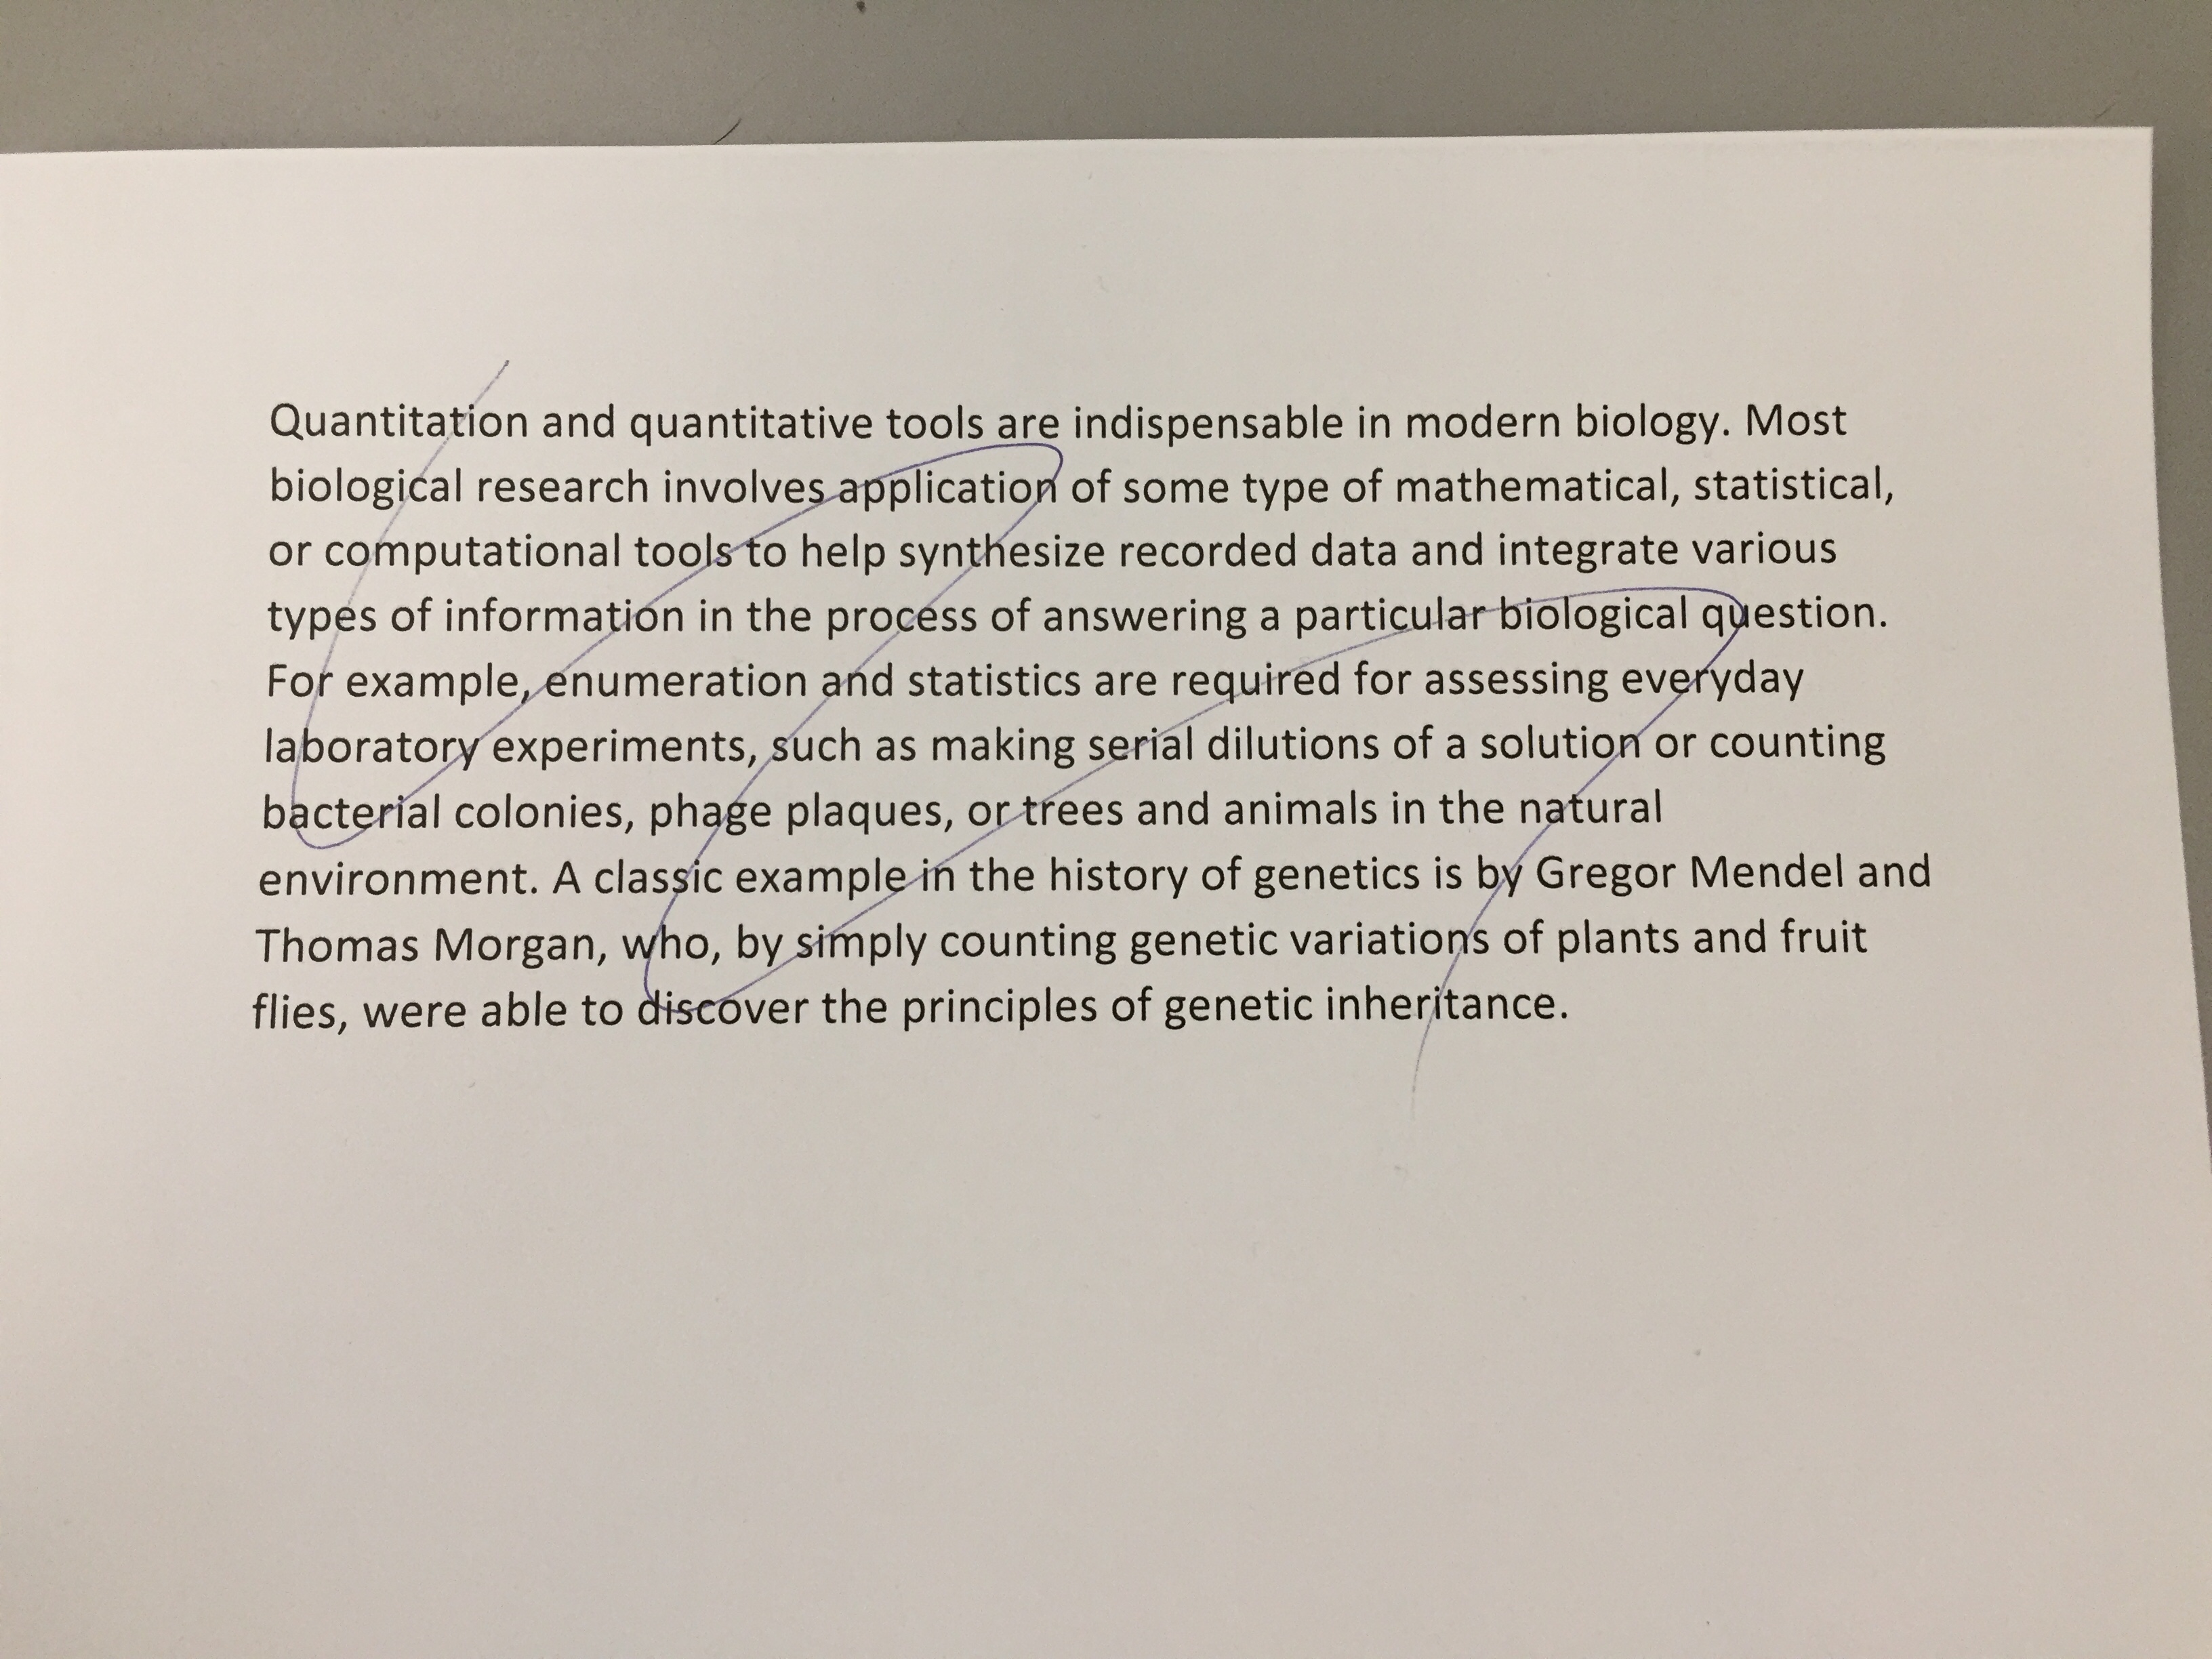 Quantitation and quantitative tools are indispensable in modern biology. Most
biological research involves application of some type of mathematical, statistical,
or computational tools to help synthesize recorded data and integrate various
types of information in the process of answering a particular biological question.
For example, enumeration and statistics are required for assessing everyday
laboratory experiments, such as making serial dilutions of a solution or counting
bacterial colonies, phage plaques, or trees and animals in the natural
environment. A classic example in the history of genetics is by Gregor Mendel and
Thomas Morgan, who, by simply counting genetic variations of plants and fruit
flies, were able to discover the principles of genetic inheritance.